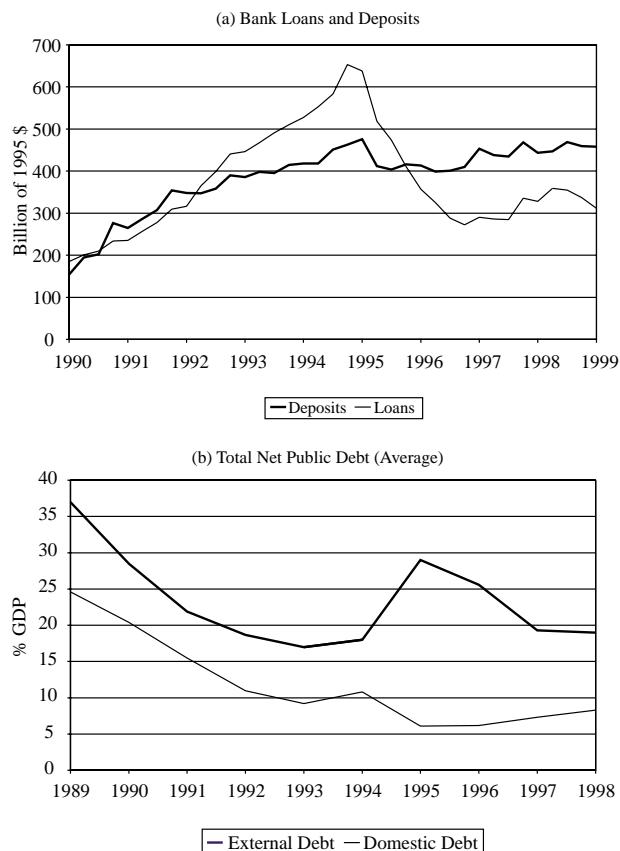 (a) Bank Loans and Deposits
700
600
500
400
300
200
100
0
Billion of 1995 $
1990 1991 1992 1993 1994 1995 1996 1997 1998 1999
Deposits Loans
(b) Total Net Public Debt (Average)
40
35
30
25
20
15
10
5
0
% GDP
1989 1990 1991 1992 1993 1994 1995 1996 1997 1998
External Debt Domestic Debt